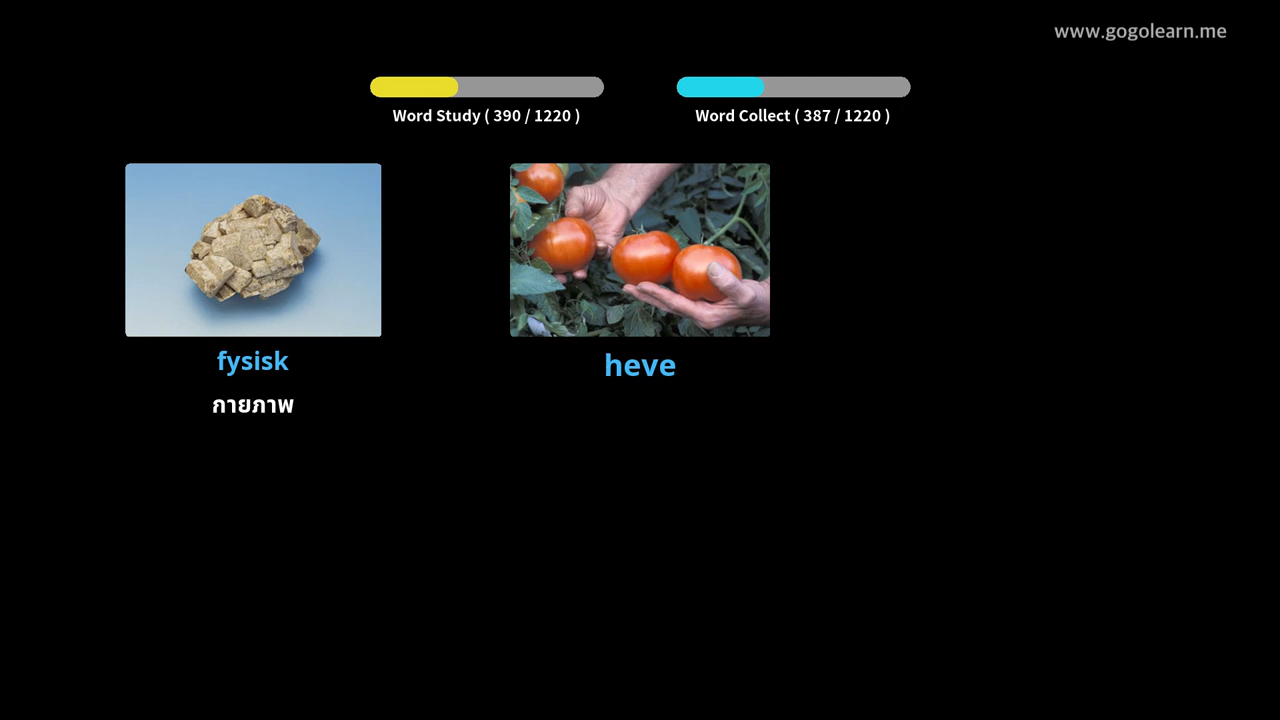 www.gogolearn.me
Word Study ( 390 / 1220 )
Word Collect ( 387 / 1220 )
fysisk
กายภาพ
heve